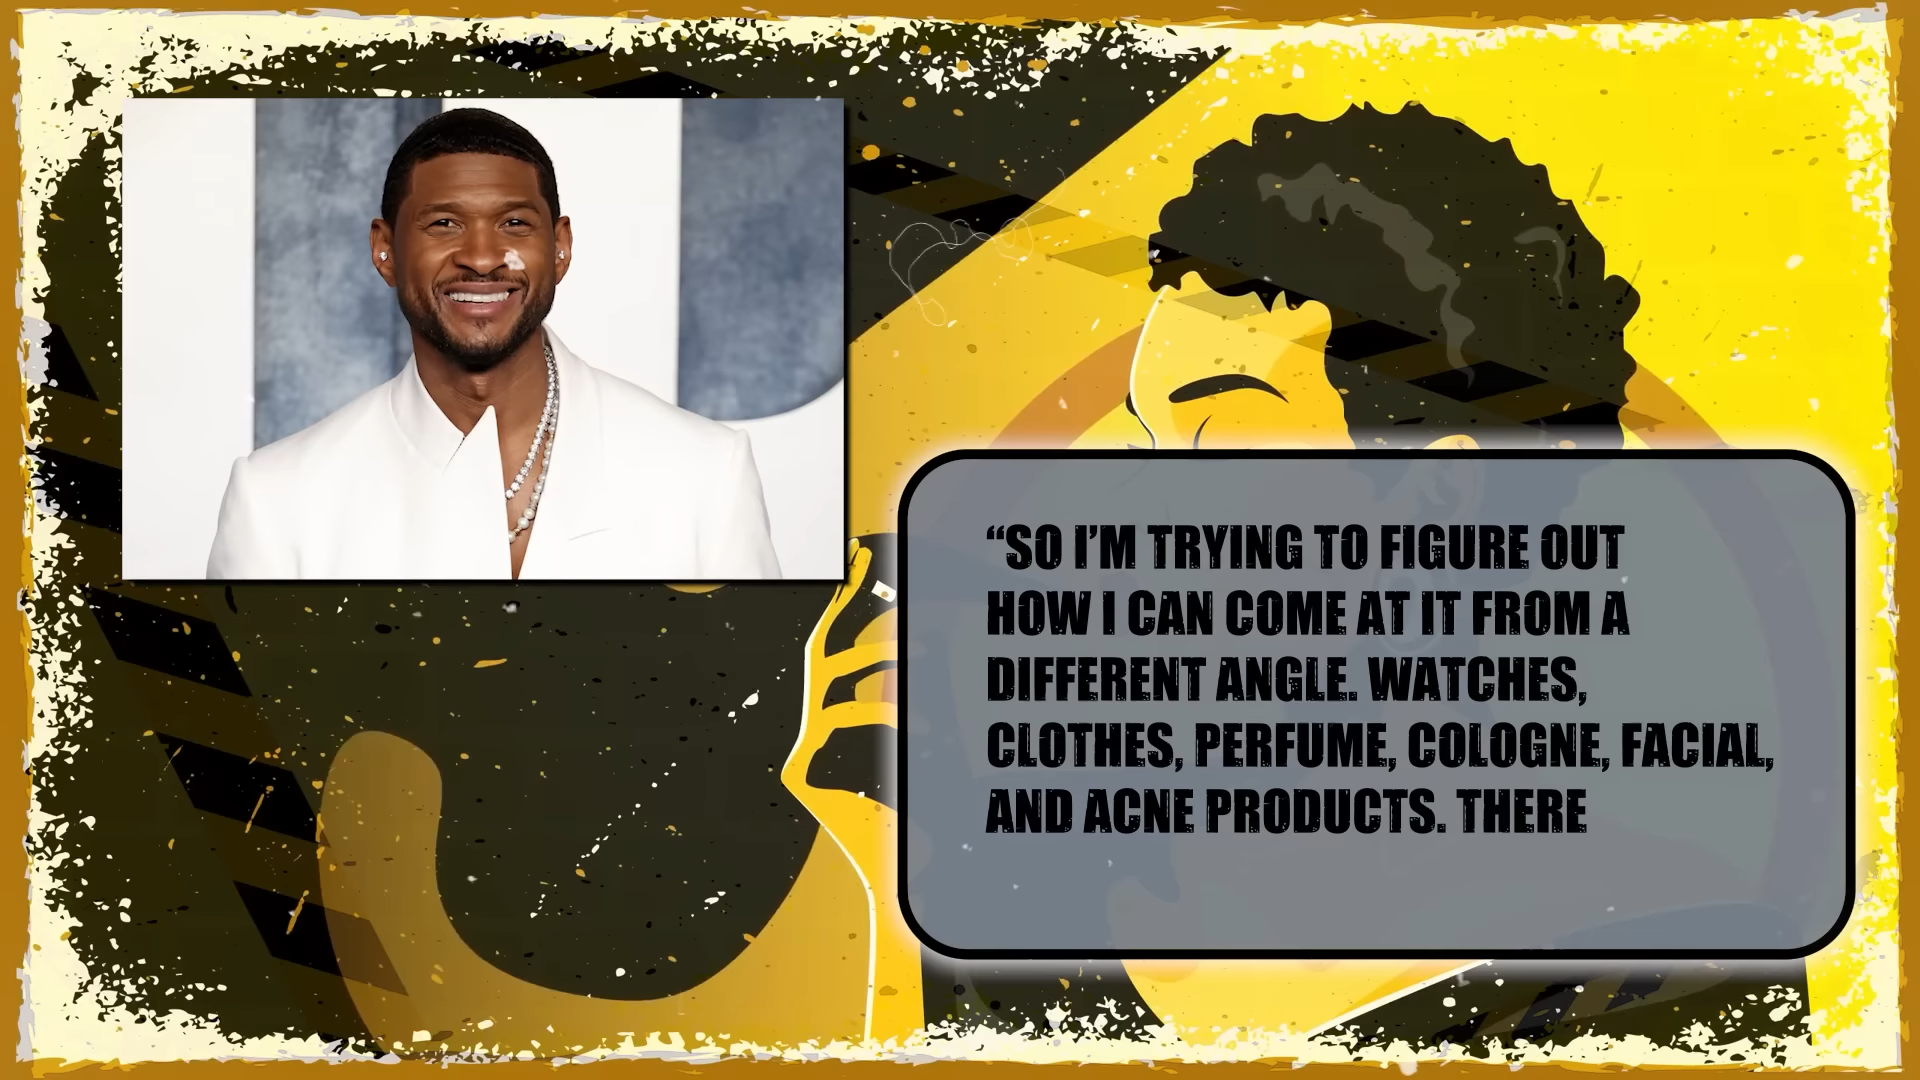 “SO I’M TRYING TO FIGURE OUT
HOW I CAN COME AT IT FROM A
DIFFERENT ANGLE. WATCHES,
CLOTHES, PERFUME, COLOGNE, FACIAL,
AND ACNE PRODUCTS. THERE